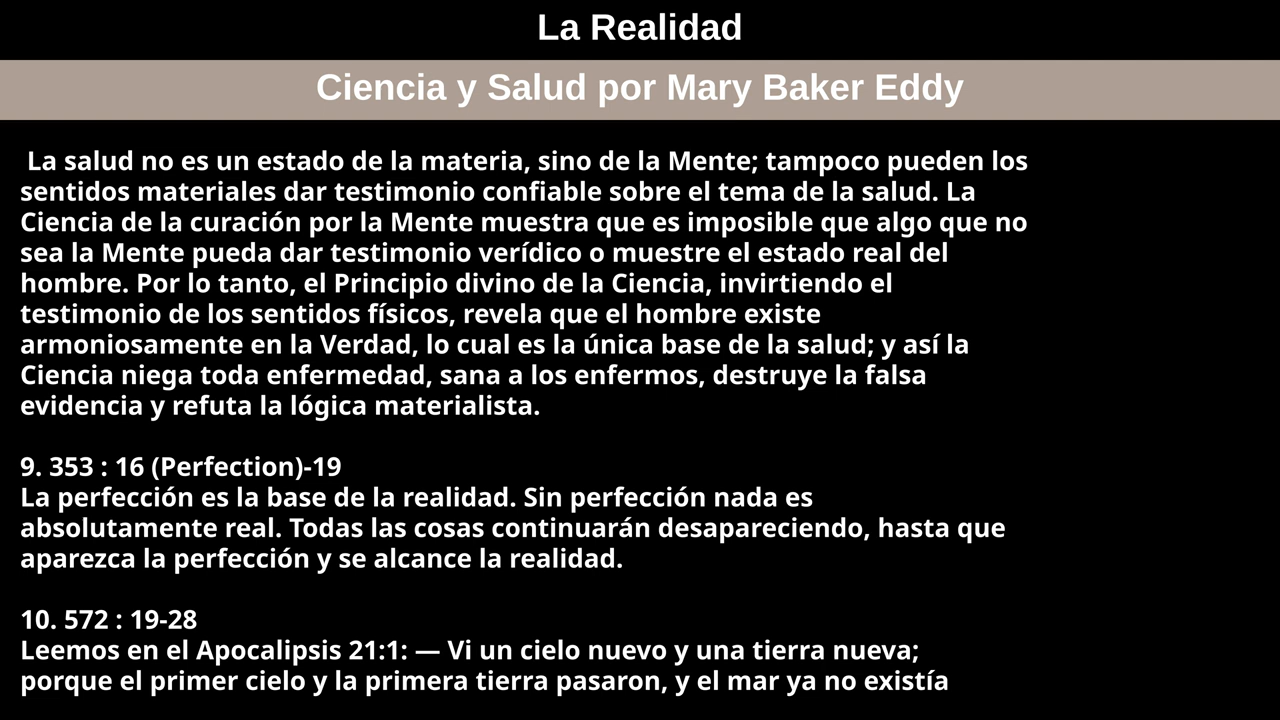 La Realidad
Ciencia y Salud por Mary Baker Eddy
La salud no es un estado de la materia, sino de la Mente; tampoco pueden los
sentidos materiales dar testimonio confiable sobre el tema de la salud. La
Ciencia de la curación por la Mente muestra que es imposible que algo que no
sea la Mente pueda dar testimonio verídico o muestre el estado real del
hombre. Por lo tanto, el Principio divino de la Ciencia, invirtiendo el
testimonio de los sentidos físicos, revela que el hombre existe
armoniosamente en la Verdad, lo cual es la única base de la salud; y así la
Ciencia niega toda enfermedad, sana a los enfermos, destruye la falsa
evidencia y refuta la lógica materialista.
9. 353 : 16 (Perfection)-19
La perfección es la base de la realidad. Sin perfección nada es
absolutamente real. Todas las cosas continuarán desapareciendo, hasta que
aparezca la perfección y se alcance la realidad.
10. 572 : 19-28
Leemos en el Apocalipsis 21:1: — Vi un cielo nuevo y una tierra nueva;
porque el primer cielo y la primera tierra pasaron, y el mar ya no existía